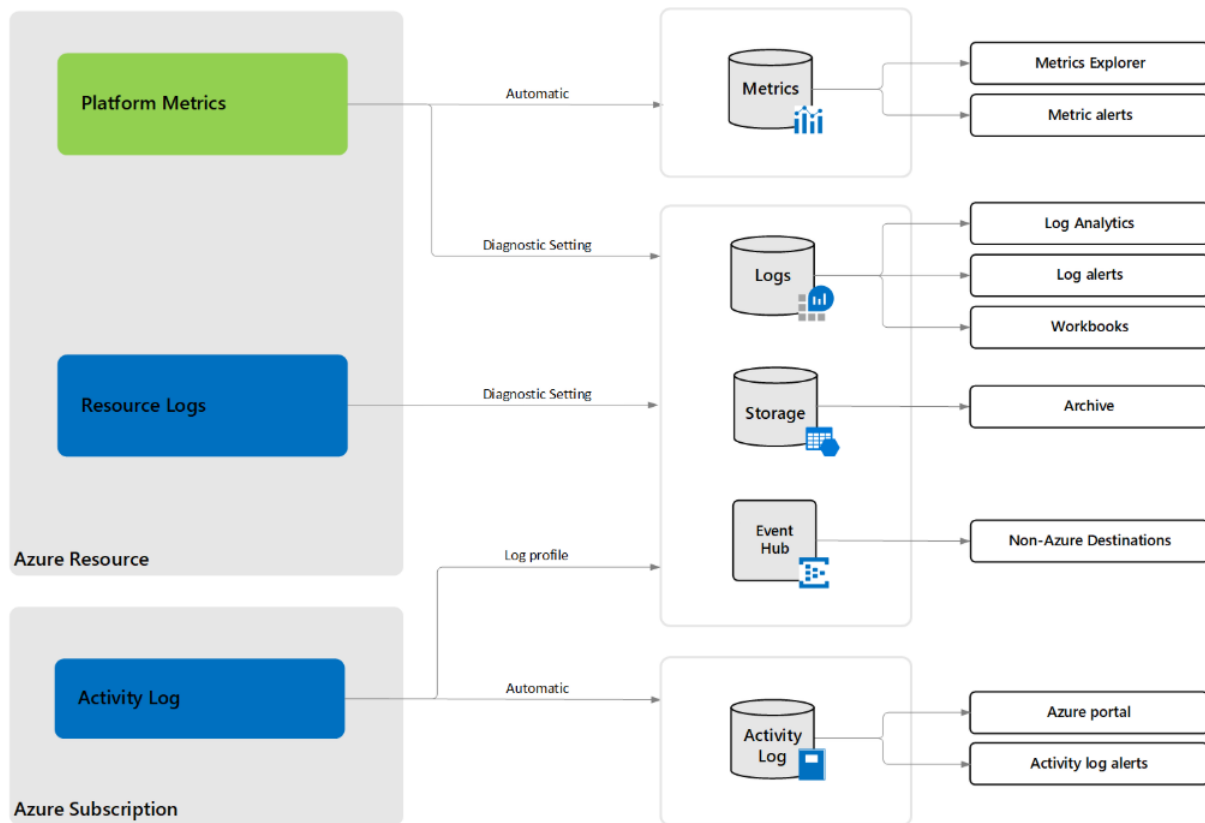 Platform Metrics
Automatic
Metrics
Metrics Explorer
Metric alerts
Diagnostic Setting
Logs
Log Analytics
Log alerts
Workbooks
Resource Logs
Diagnostic Setting
Storage
Archive
Azure Resource
Log profile
Event
Hub
Non-Azure Destinations
Activity Log
Automatic
Activity
Log
Azure portal
Activity log alerts
Azure Subscription